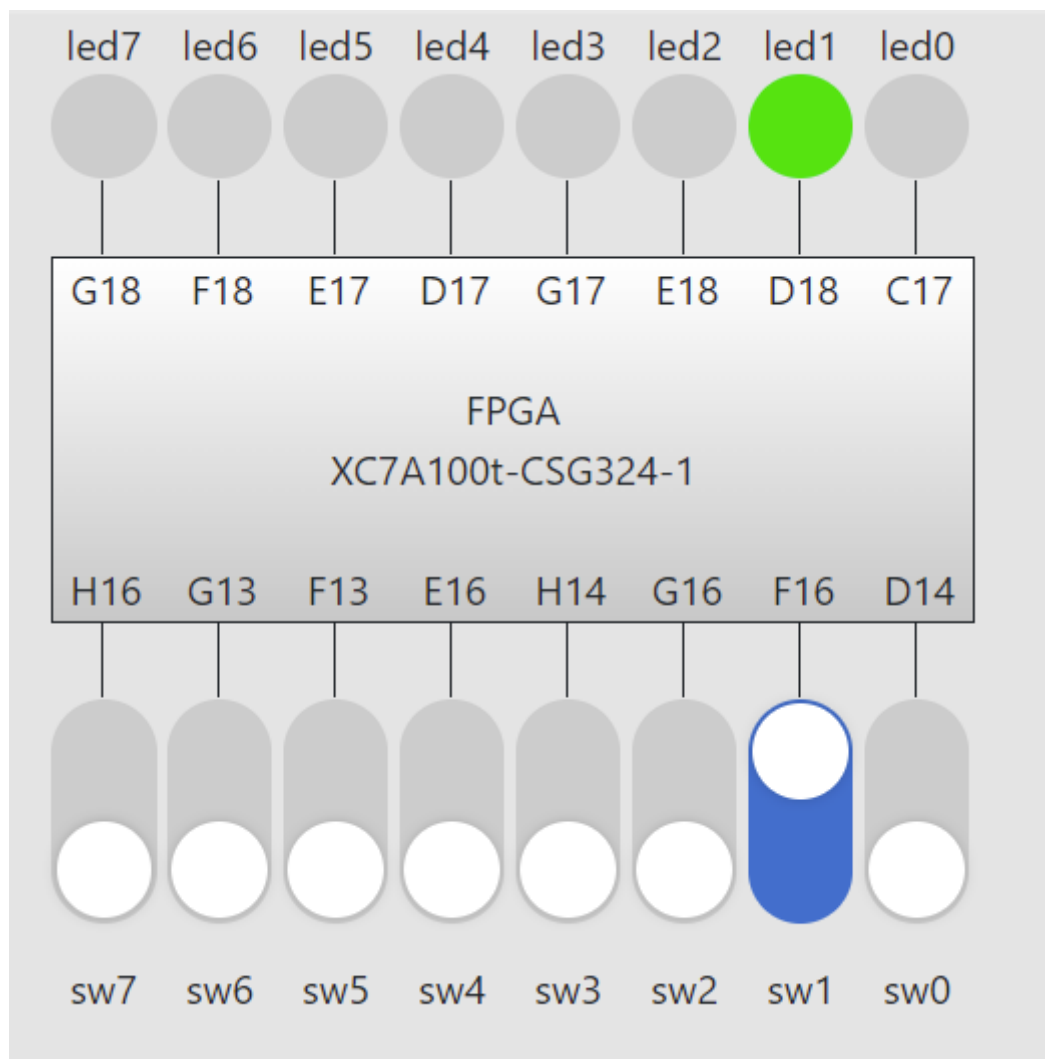 led7 led6 led5 led4 led3 led2 led1 led0
G18 F18 E17 D17 G17 E18 D18 C17
FPGA
XC7A100t-CSG324-1
H16 G13 F13 E16 H14 G16 F16 D14
sw7 sw6 sw5 sw4 sw3 sw2 sw1 sw0